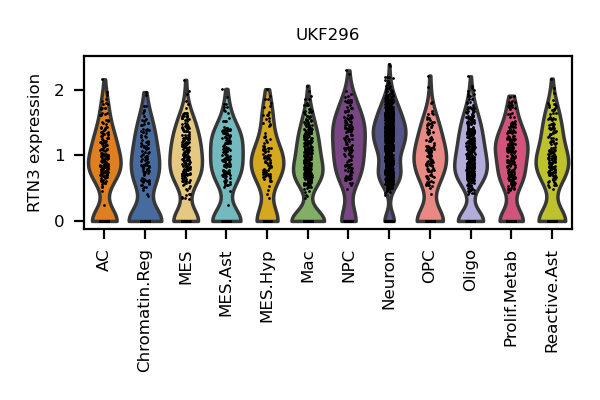 UKF296
RTN3 expression
2
1
0
AC
Chromatin.Reg
MES
MES.Ast
MES.Hyp
Mac
NPC
Neuron
OPC
Oligo
Prolif.Metab
Reactive.Ast